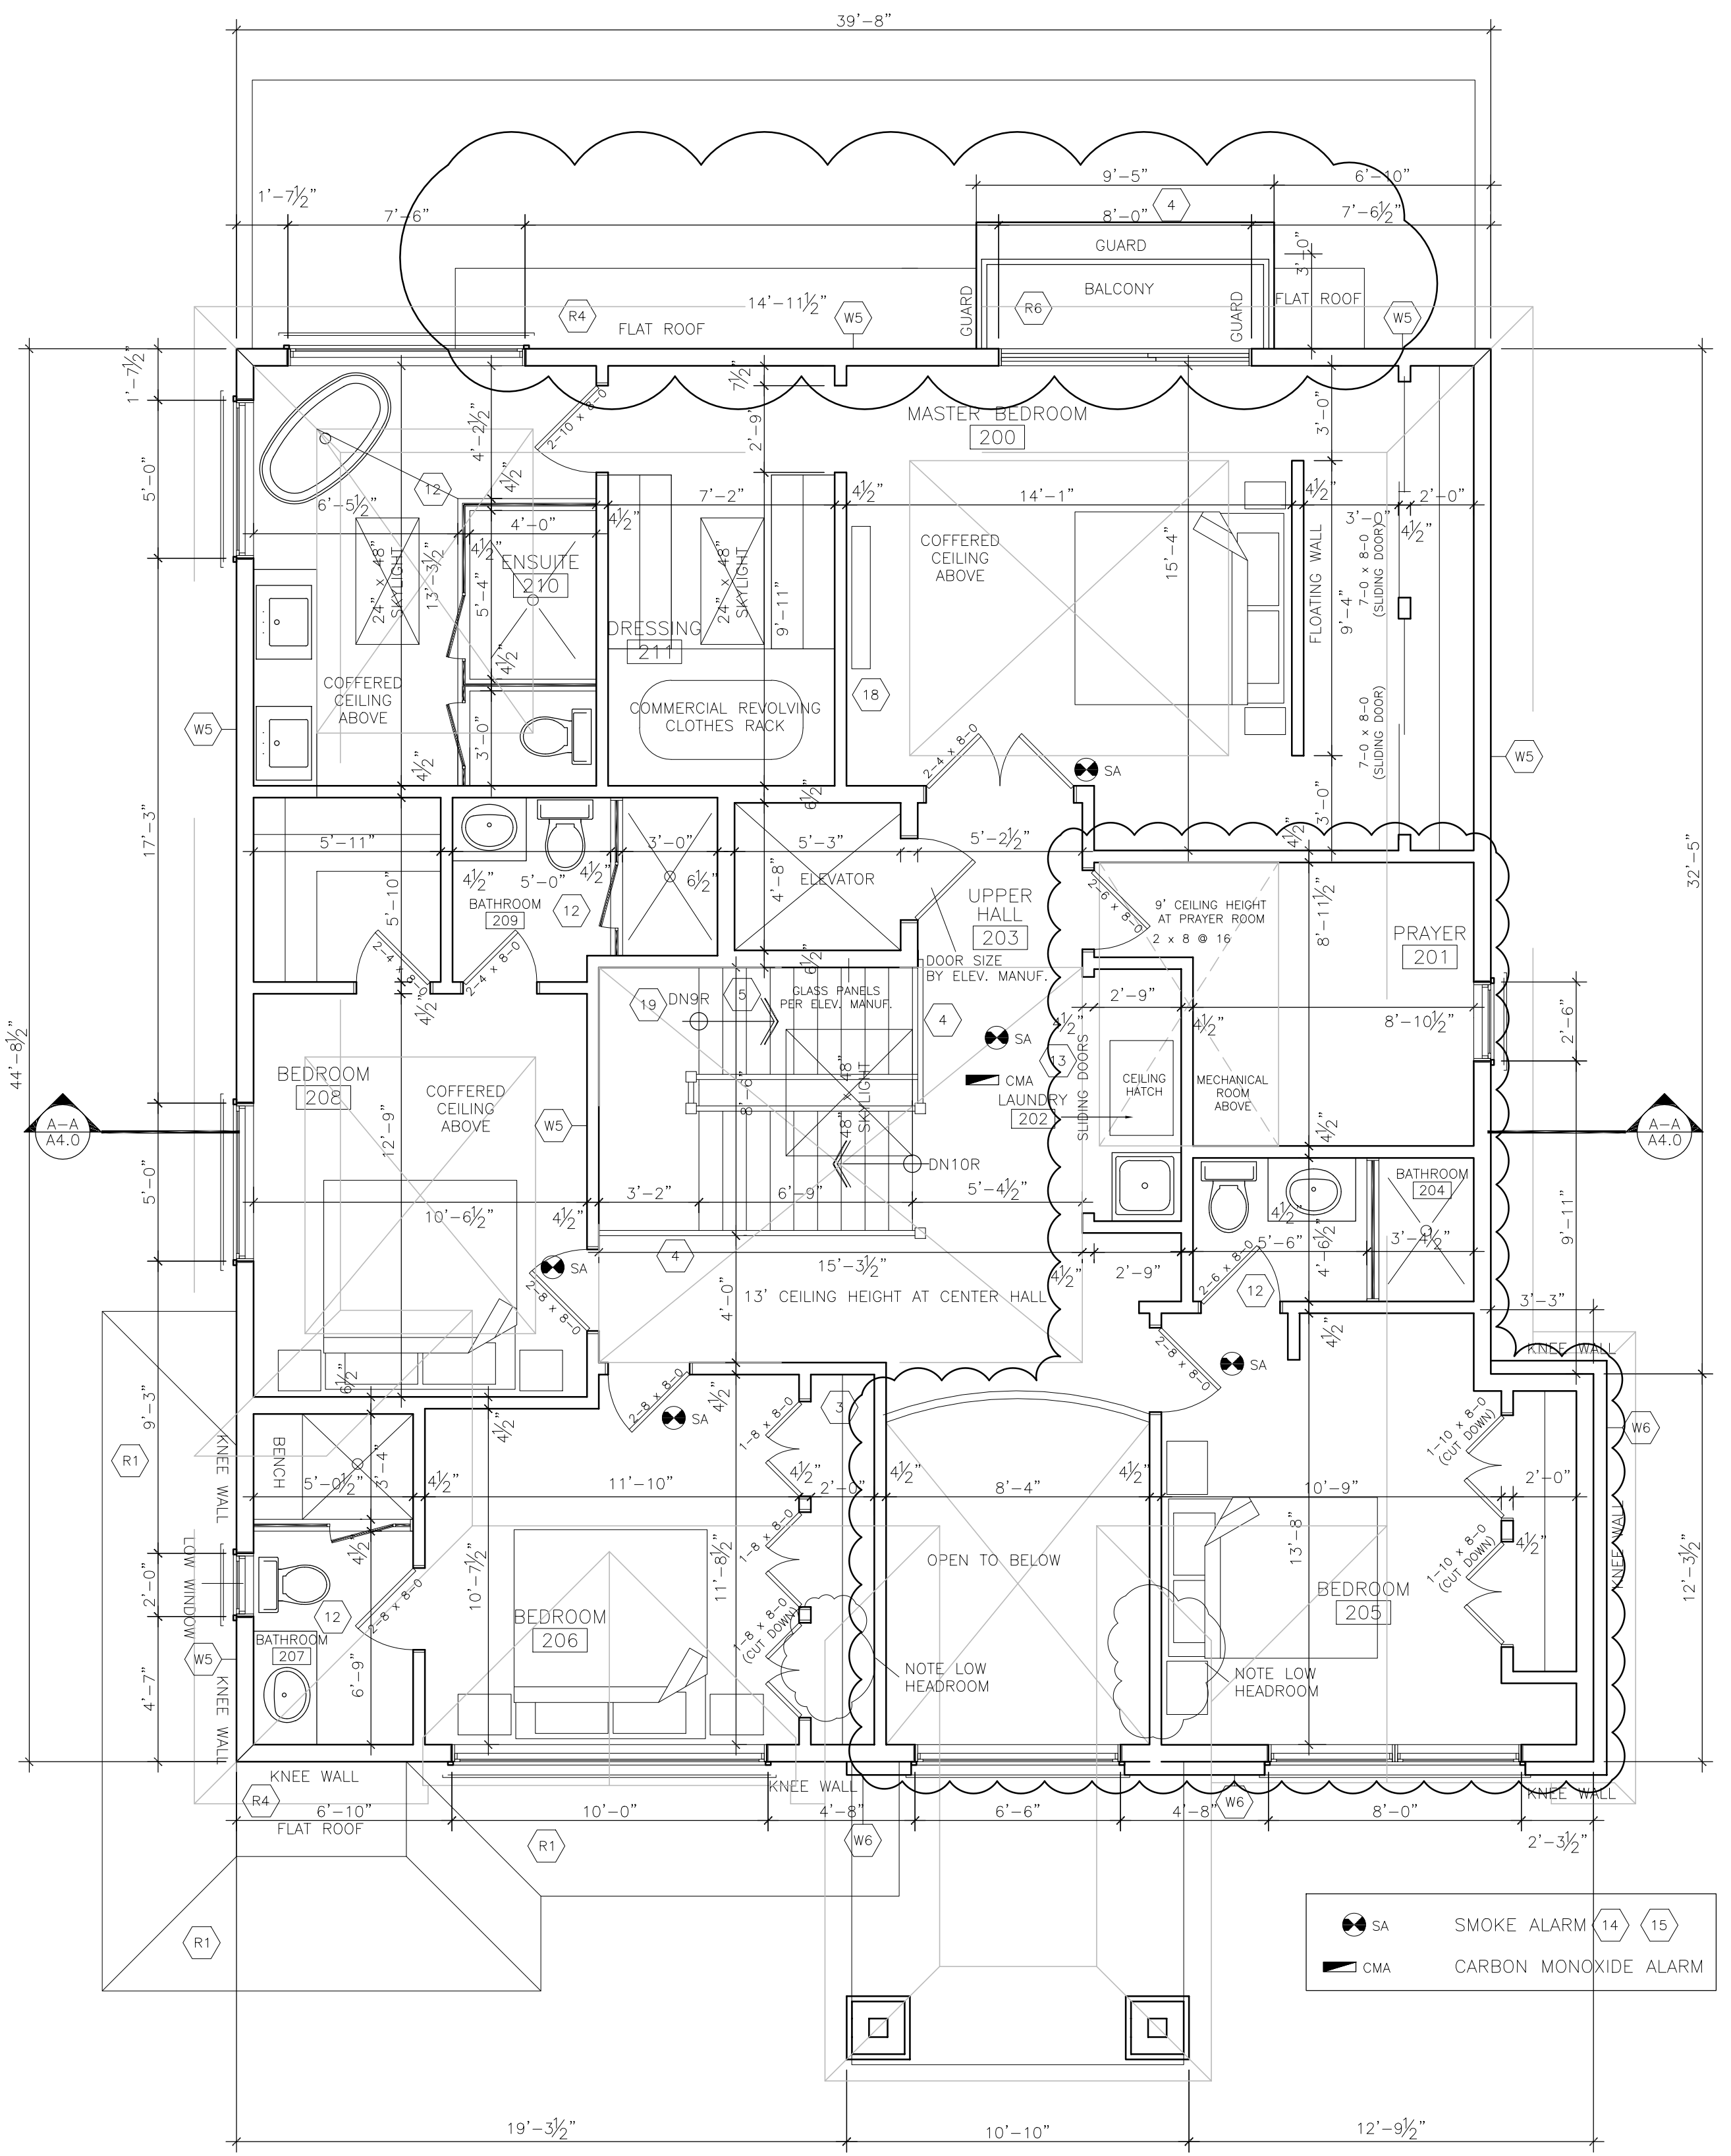 39'-8"
9'-5"
6'-10"
1'-7½"
7'-6"
8'-0"
4
7'-6½"
GUARD
3'-0"
BALCONY
GUARD
GUARD
FLAT ROOF
14'-11½"
R4
FLAT ROOF
W5
R6
W5
1'-7½"
5'-0"
17'-3"
44'-8½"
5'-0"
9'-3"
2'-0"
4'-7"
32'-5"
12'-3½"
4'-2½"
4½"
2-10 x 8-0
7½"
2'-9"
MASTER BEDROOM
200
3'-0"
12
6'-5½"
4'-0"
4½"
4½"
7'-2"
4½"
14'-1"
4½"
3'-0"
4½"
2'-0"
24" x 48"
SKYLIGHT
13'-3½"
5'-4"
ENSUITE
210
4½"
24" x 48"
SKYLIGHT
9'-11"
DRESSING
211
COFFERED
CEILING
ABOVE
15'-4"
FLOATING WALL
9'-4"
7-0 x 8-0
(SLIDING DOOR)
7-0 x 8-0
(SLIDING DOOR)
COFFERED
CEILING
ABOVE
18
COMMERCIAL REVOLVING
CLOTHES RACK
W5
W5
3'-0"
4½"
2-4 x 8-0
SA
6½"
4½"
3'-0"
5'-11"
4½"
5'-0"
4½"
3'-0"
6½"
5'-3"
5'-2½"
5'-10"
BATHROOM
209
12
4'-8"
ELEVATOR
UPPER
HALL
203
2-6 x 8-0
9' CEILING HEIGHT
AT PRAYER ROOM
2 x 8 @ 16
8'-11½"
PRAYER
201
2-4 x 8-0
2-4 x 8-0
4½"
6½"
DOOR SIZE
BY ELEV. MANUF.
19
DN9R
5
GLASS PANELS
PER ELEV. MANUF.
4
2'-9"
4½"
4½"
8'-10½"
2'-6"
SA
13
CMA
SLIDING DOORS
CEILING
HATCH
LAUNDRY
202
MECHANICAL
ROOM
ABOVE
BEDROOM
208
COFFERED
CEILING
ABOVE
12'-9"
W5
8'-6"
48" x 48"
SKYLIGHT
DN10R
A-A
A4.0
A-A
A4.0
4½"
BATHROOM
204
9'-11"
3'-2"
6'-9"
5'-4½"
10'-6½"
4½"
4½"
4'-6½"
5'-6"
3'-4½"
4
15'-3½"
4½"
2'-9"
2-6 x 8-0
12
SA
2-8 x 8-0
4'-0"
13' CEILING HEIGHT AT CENTER HALL
4½"
3'-3"
KNEE WALL
2-8 x 8-0
SA
6½"
4½"
2-8 x 8-0
SA
4½"
1-8 x 8-0
3
1-10 x 8-0
(CUT DOWN)
W6
R1
KNEE WALL
BENCH
5'-0½"
3'-4"
4½"
11'-10"
4½"
2'-0"
4½"
8'-4"
4½"
10'-9"
2'-0"
4½"
4½"
10'-7½"
11'-8½"
1-8 x 8-0
OPEN TO BELOW
13'-8"
1-10 x 8-0
(CUT DOWN)
KNEE WALL
LOW WINDOW
2-8 x 8-0
12
BATHROOM
207
BEDROOM
206
1-8 x 8-0
(CUT DOWN)
BEDROOM
205
W5
KNEE WALL
6'-9"
NOTE LOW
HEADROOM
NOTE LOW
HEADROOM
KNEE WALL
KNEE WALL
KNEE WALL
R4
6'-10"
FLAT ROOF
10'-0"
4'-8"
6'-6"
4'-8"
W6
8'-0"
2'-3½"
R1
W6
R1
SA
SMOKE ALARM
14
15
CMA
CARBON MONOXIDE ALARM
19'-3½"
10'-10"
12'-9½"